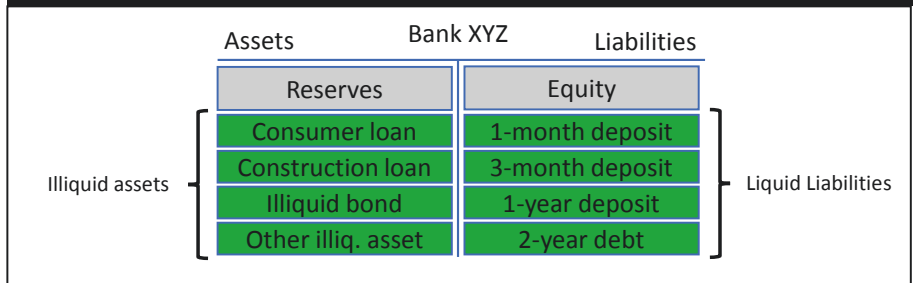 Assets Bank XYZ Liabilities
Reserves Equity
Consumer loan 1-month deposit
Construction loan 3-month deposit
Illiquid assets Liquid Liabilities
Illiquid bond 1-year deposit
Other illiq. asset 2-year debt